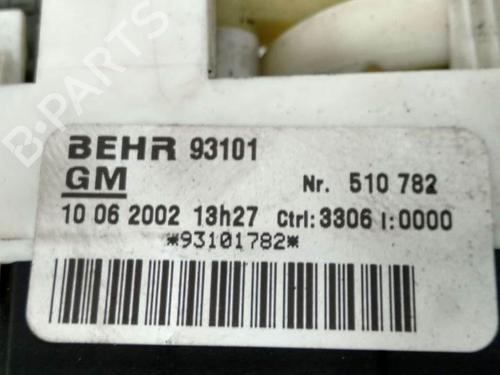 BEHR 93101
GM Nr. 510 782
10 06 2002 13h27 Ctrl:3306 I:0000
*93101782*
B-PARTS